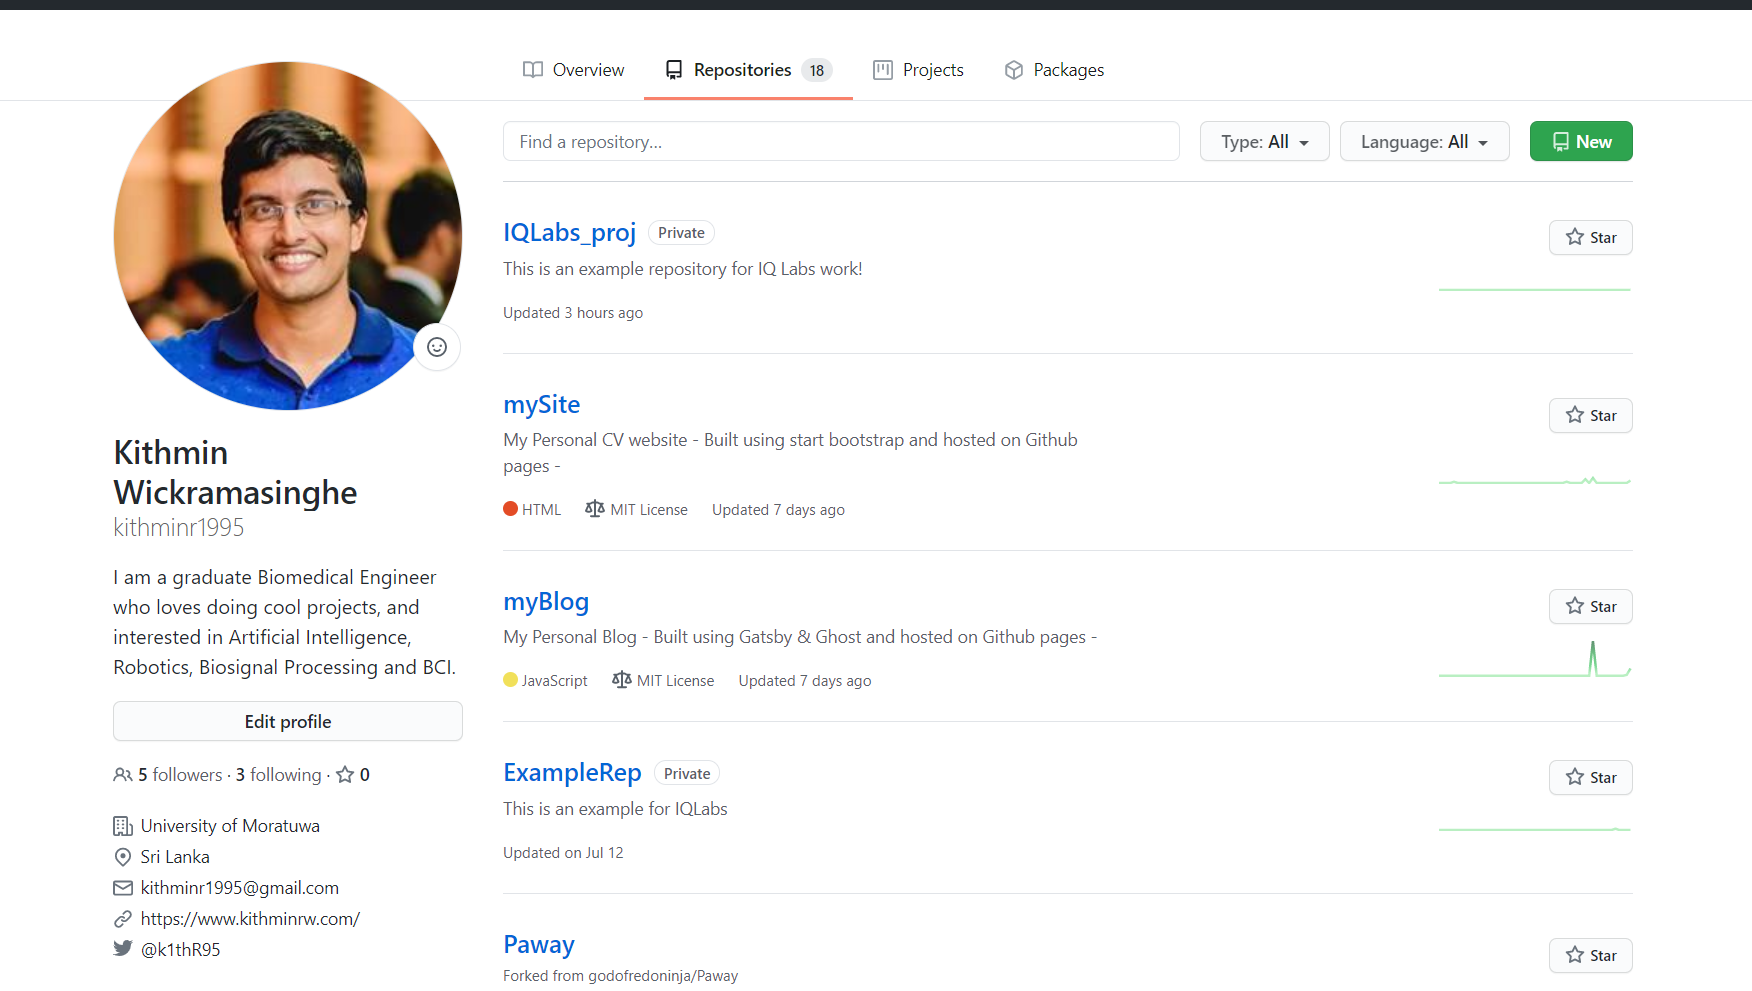 Overview
Repositories 18
Projects
Packages
Find a repository...
Type: All
Language: All
New
Kithmin
Wickramasinghe
kithminr1995
I am a graduate Biomedical Engineer
who loves doing cool projects, and
interested in Artificial Intelligence,
Robotics, Biosignal Processing and BCI.
Edit profile
5 followers · 3 following · 0
University of Moratuwa
Sri Lanka
kithminr1995@gmail.com
https://www.kithminrw.com/
@k1thR95
IQLabs_proj Private
Star
This is an example repository for IQ Labs work!
Updated 3 hours ago
mySite
Star
My Personal CV website - Built using start bootstrap and hosted on Github
pages -
HTML MIT License Updated 7 days ago
myBlog
Star
My Personal Blog - Built using Gatsby & Ghost and hosted on Github pages -
JavaScript MIT License Updated 7 days ago
ExampleRep Private
Star
This is an example for IQLabs
Updated on Jul 12
Paway
Star
Forked from godofredoninja/Paway